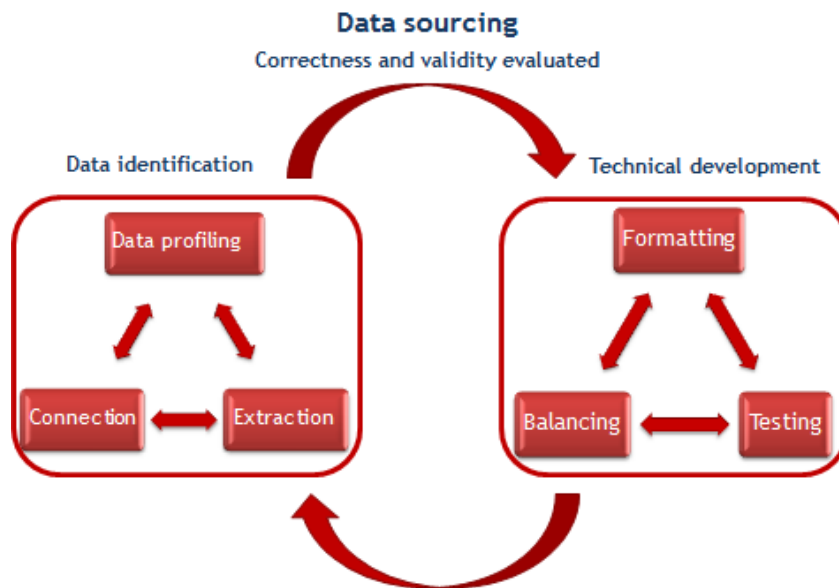 Data sourcing
Correctness and validity evaluated
Data identification
Technical development
Data profiling
Formatting
Connection
Extraction
Balancing
Testing